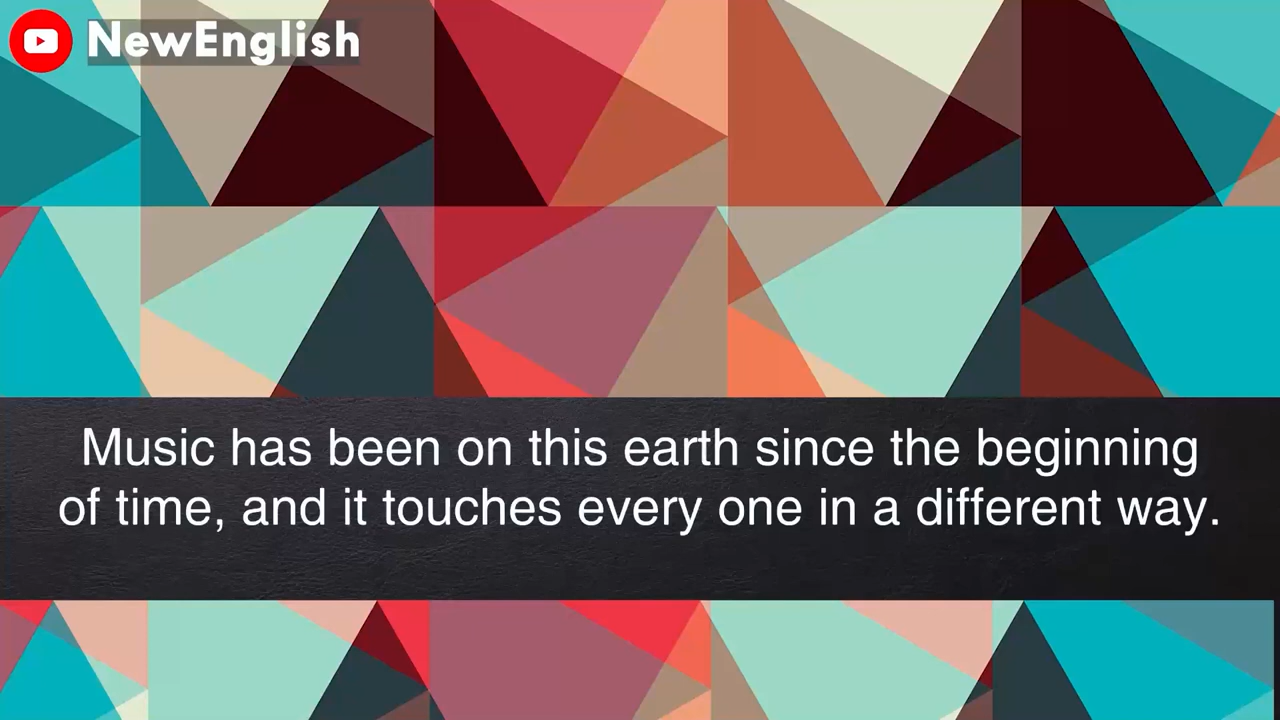 NewEnglish
Music has been on this earth since the beginning
of time, and it touches every one in a different way.